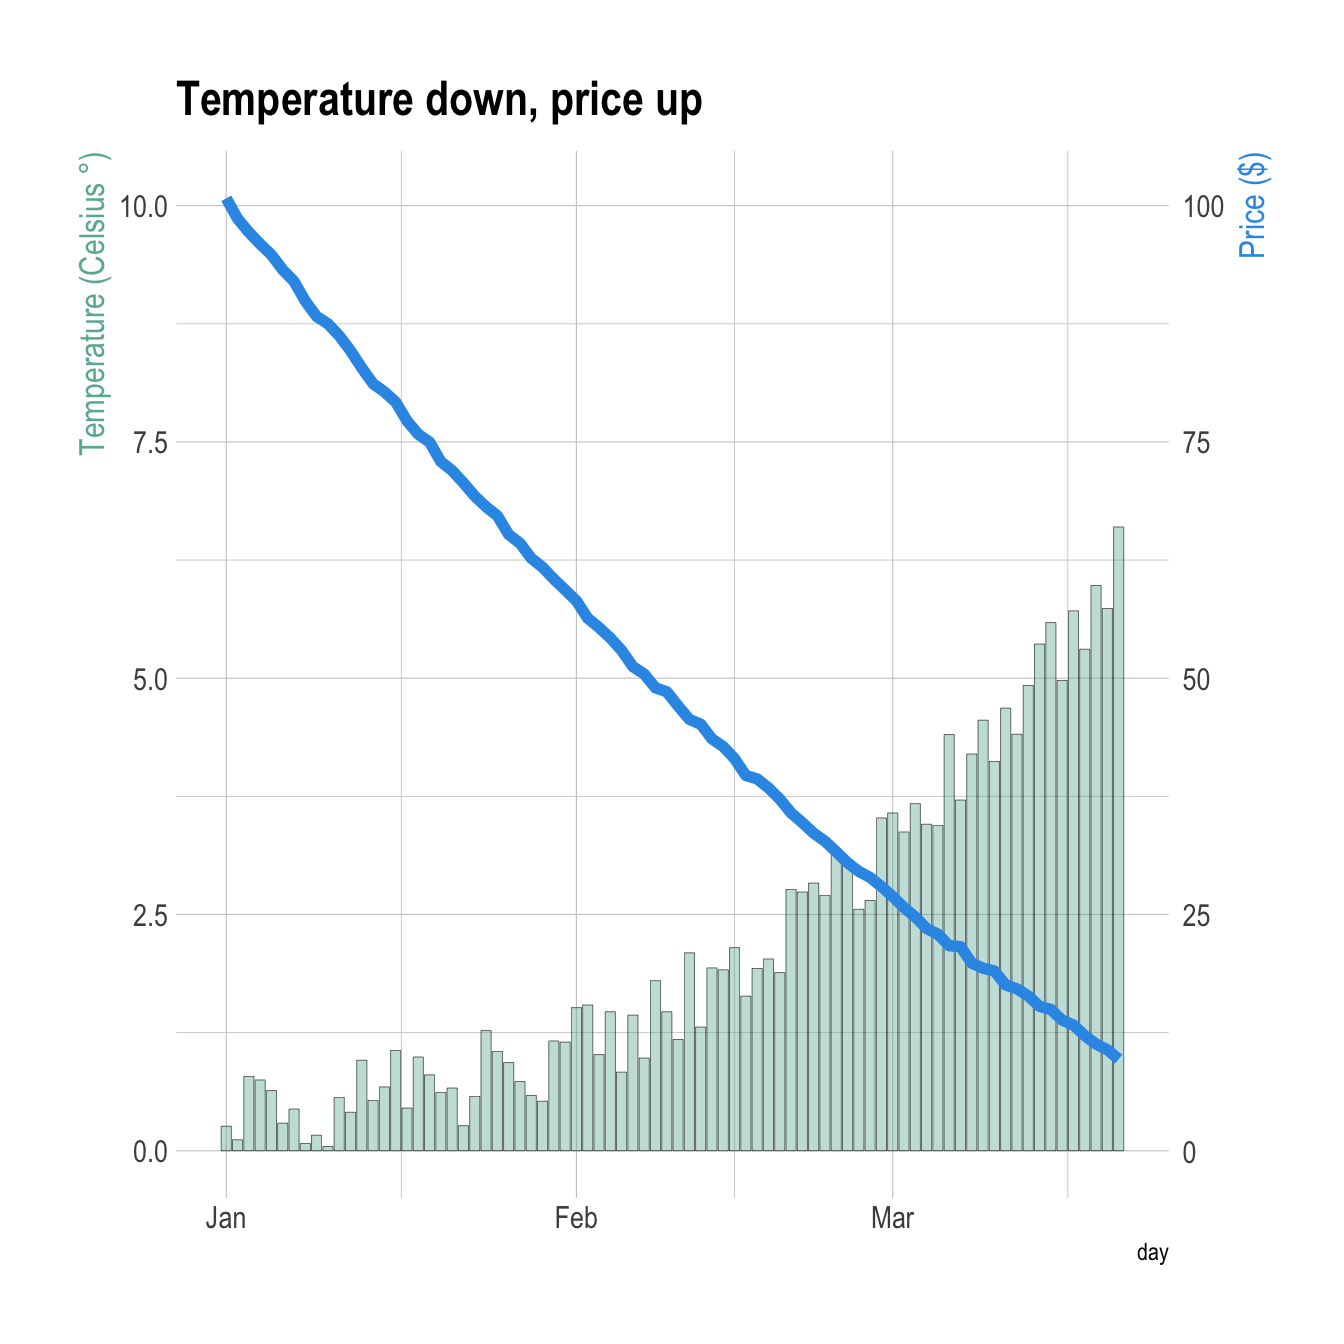 Temperature down, price up
Temperature (Celsius °)
Price ($)
10.0
7.5
5.0
2.5
0.0
100
75
50
25
0
Jan
Feb
Mar
day